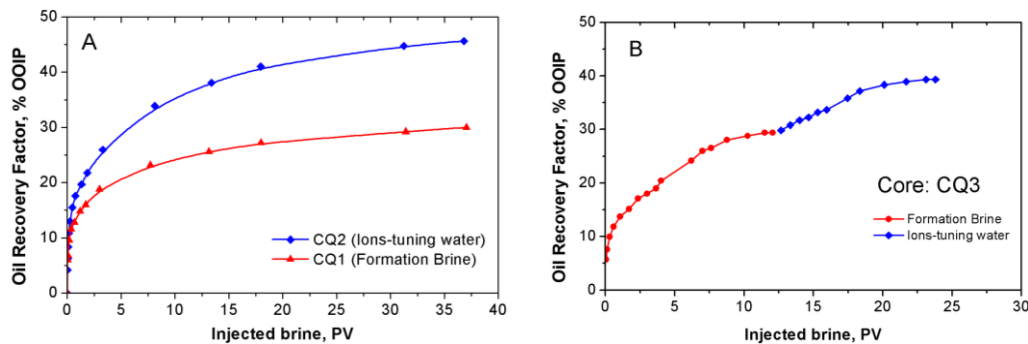 A
Oil Recovery Factor, % OOIP
50
40
30
20
10
0
CQ2 (Ions-tuning water)
CQ1 (Formation Brine)
0 5 10 15 20 25 30 35 40
Injected brine, PV
B
Oil Recovery Factor, % OOIP
50
40
30
20
10
0
Core: CQ3
Formation Brine
Ions-tuning water
0 5 10 15 20 25 30
Injected brine, PV